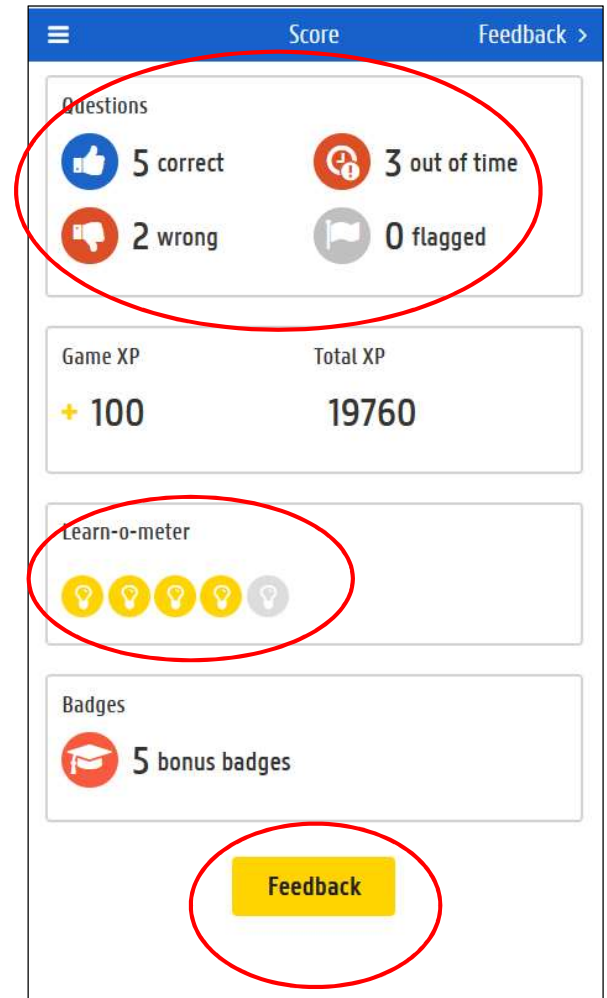 Score Feedback >
Questions
5 correct 3 out of time
2 wrong 0 flagged
Game XP Total XP
+ 100 19760
Learn-o-meter
Badges
5 bonus badges
Feedback